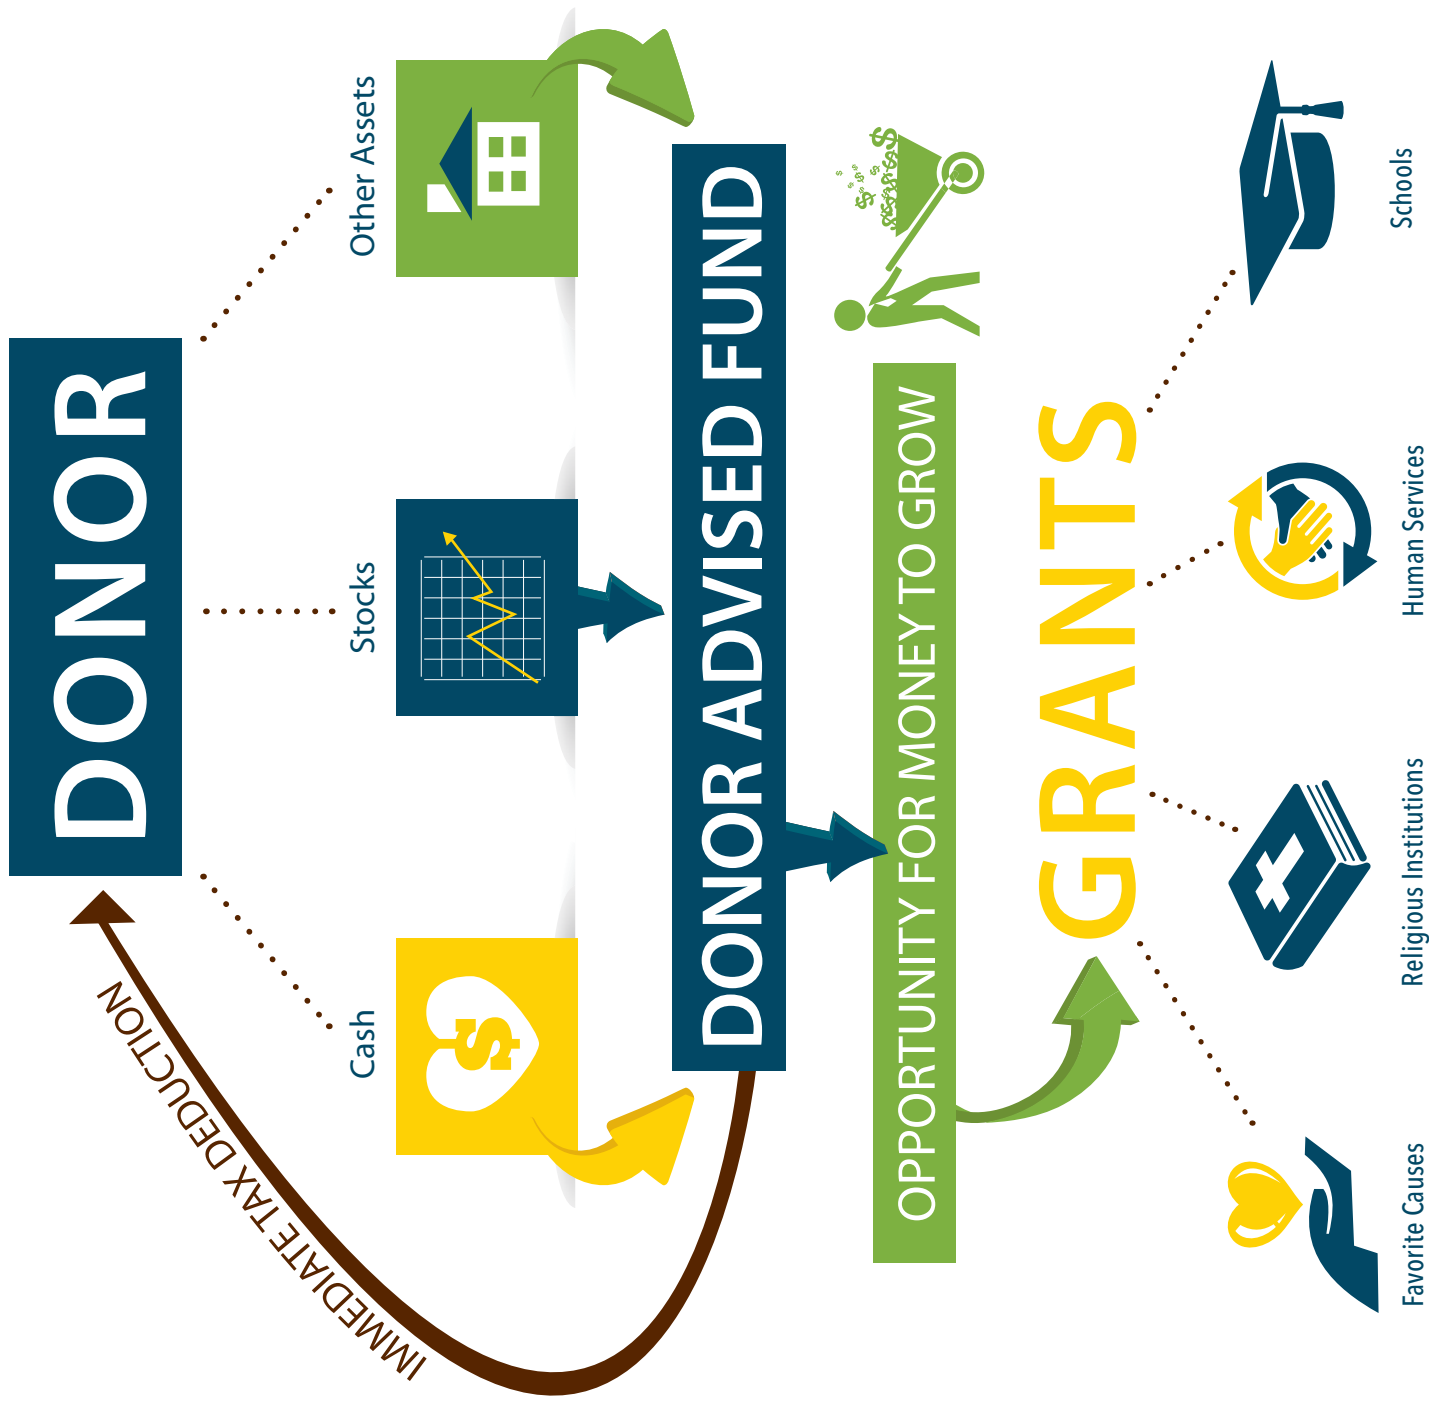 DONOR
IMMEDIATE TAX DEDUCTION
Cash
Stocks
Other Assets
$
DONOR ADVISED FUND
OPPORTUNITY FOR MONEY TO GROW
GRANTS
Favorite Causes
Religious Institutions
Human Services
Schools